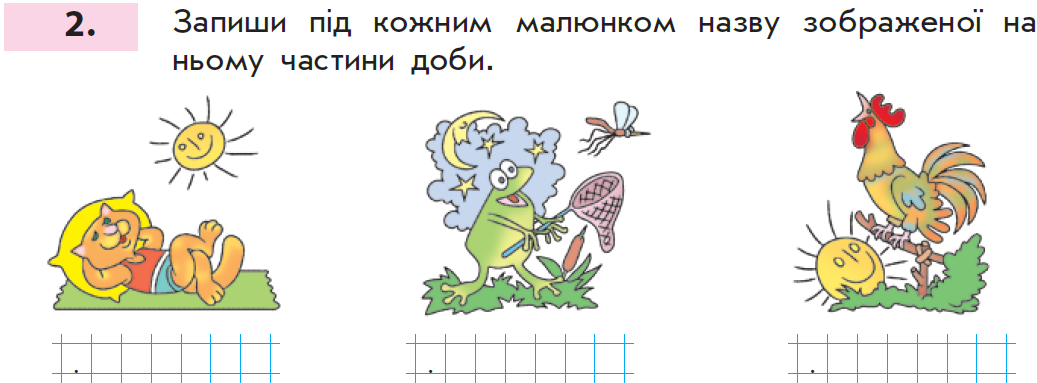 2. Запиши під кожним малюнком назву зображеної на
ньому частини доби.